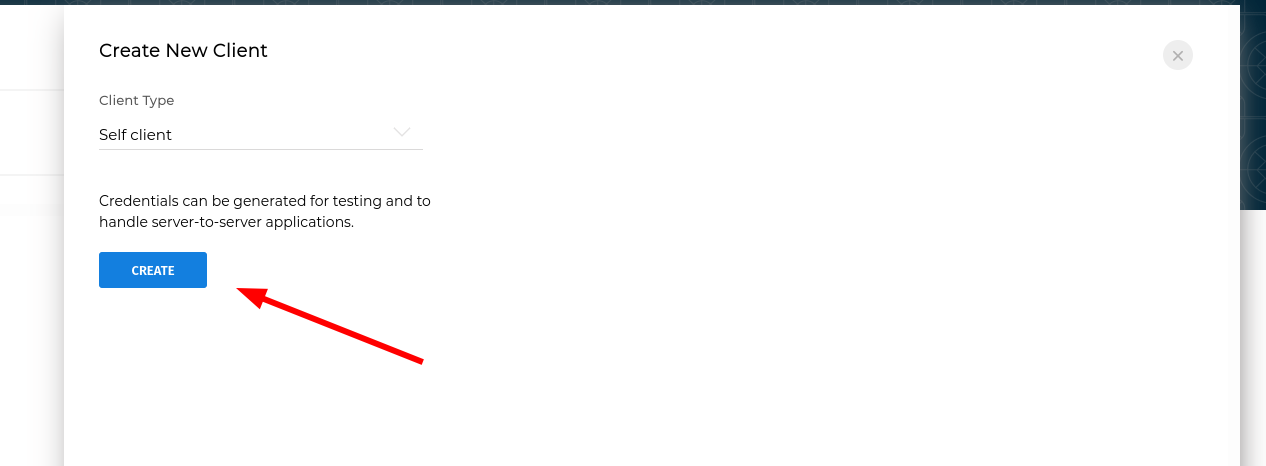 Create New Client
Client Type
Self client
Credentials can be generated for testing and to
handle server-to-server applications.
CREATE